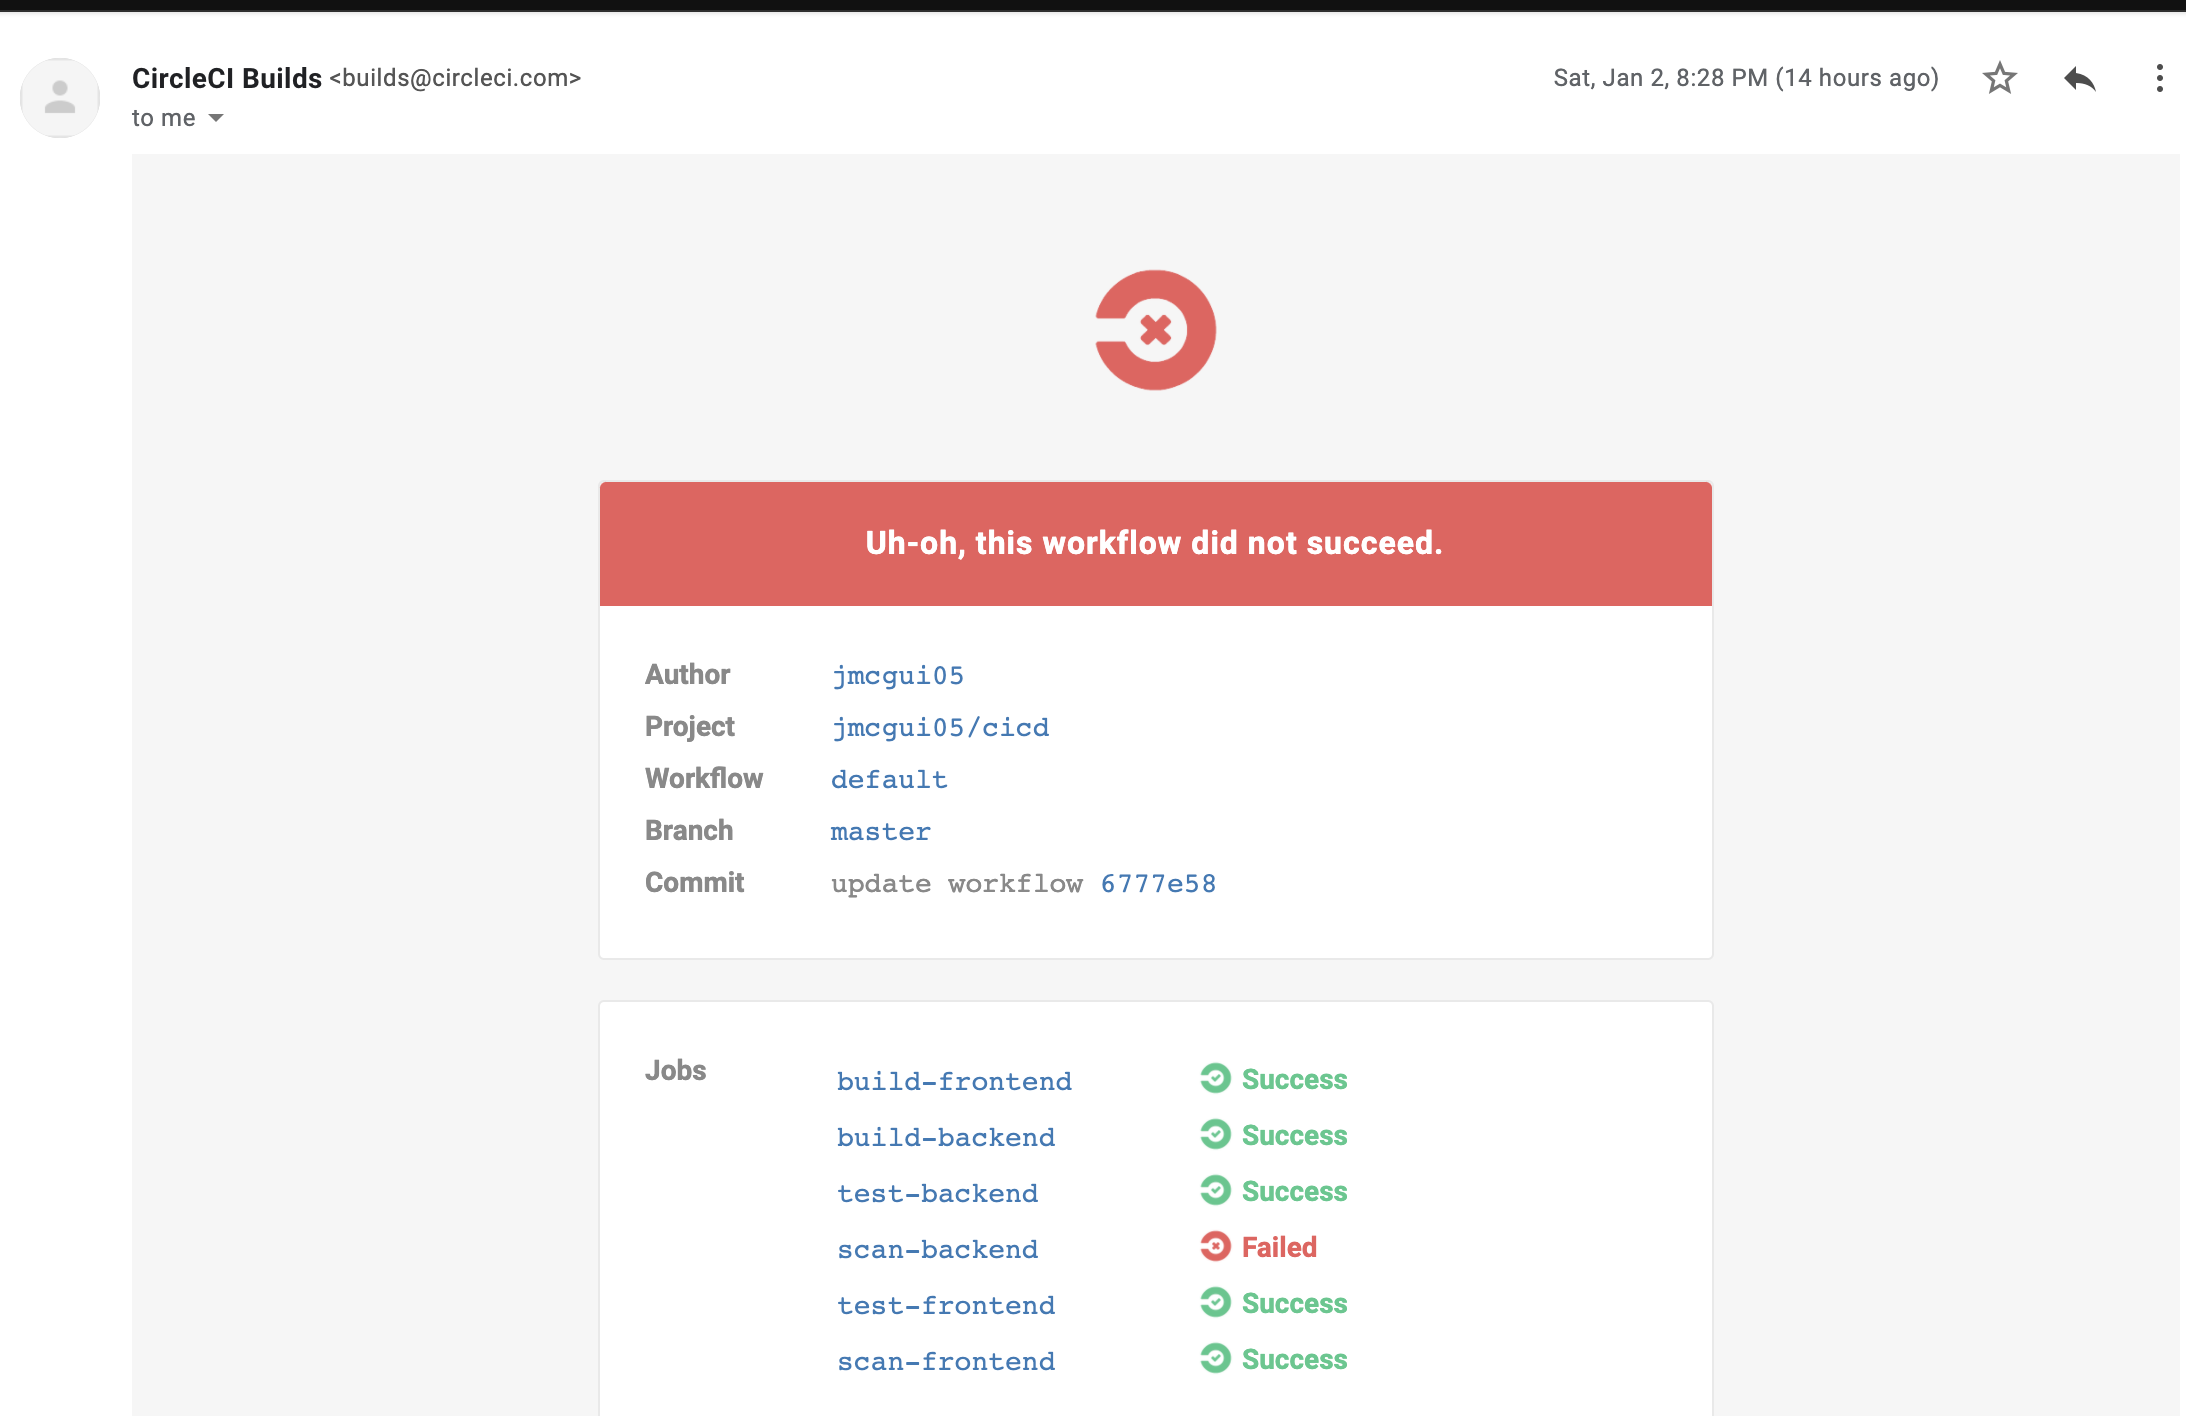 CircleCI Builds <builds@circleci.com>
Sat, Jan 2, 8:28 PM (14 hours ago)
to me
Uh-oh, this workflow did not succeed.
Author jmcgui05
Project jmcgui05/cicd
Workflow default
Branch master
Commit update workflow 6777e58
Jobs
build-frontend Success
build-backend Success
test-backend Success
scan-backend Failed
test-frontend Success
scan-frontend Success